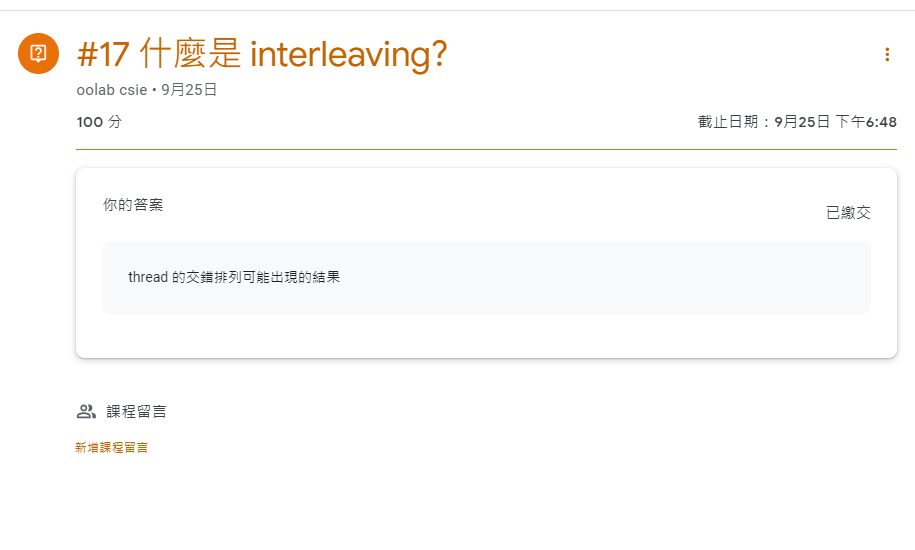 #17 什麼是 interleaving?
oolab csie • 9月25日
100 分
截止日期：9月25日 下午6:48
你的答案
已繳交
thread 的交錯排列可能出現的結果
課程留言
新增課程留言